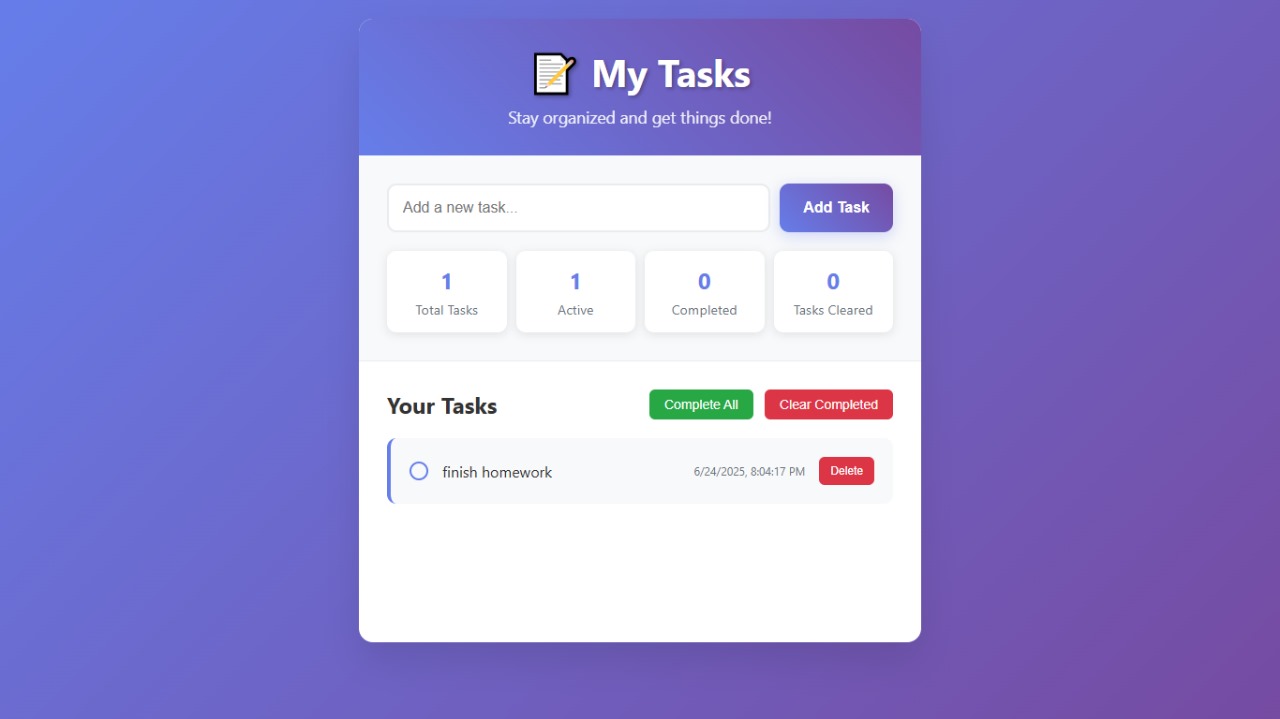 My Tasks
Stay organized and get things done!
Add a new task...
Add Task
1
1
0
0
Total Tasks
Active
Completed
Tasks Cleared
Your Tasks
Complete All
Clear Completed
finish homework
6/24/2025, 8:04:17 PM
Delete